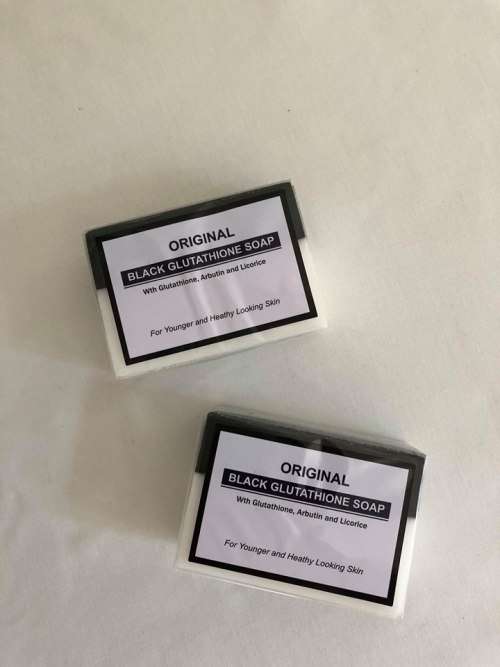 ORIGINAL
BLACK GLUTATHIONE SOAP
Wth Glutathione, Arbutin and Licorice
For Younger and Heathy Looking Skin
ORIGINAL
BLACK GLUTATHIONE SOAP
Wth Glutathione, Arbutin and Licorice
For Younger and Heathy Looking Skin